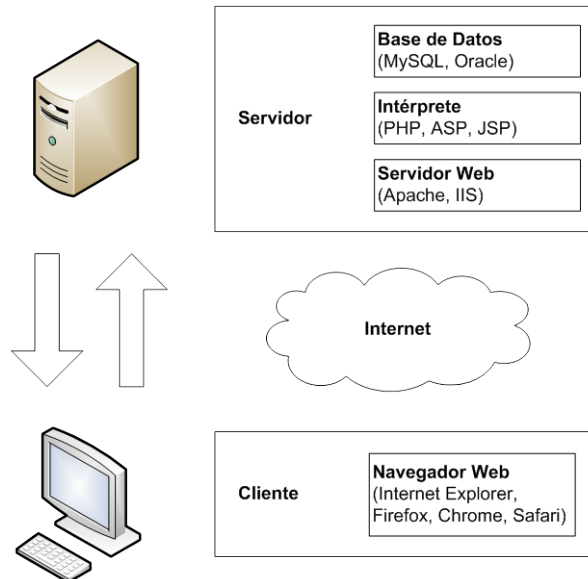 Servidor
Base de Datos
(MySQL, Oracle)
Intérprete
(PHP, ASP, JSP)
Servidor Web
(Apache, IIS)
Internet
Cliente
Navegador Web
(Internet Explorer,
Firefox, Chrome, Safari)